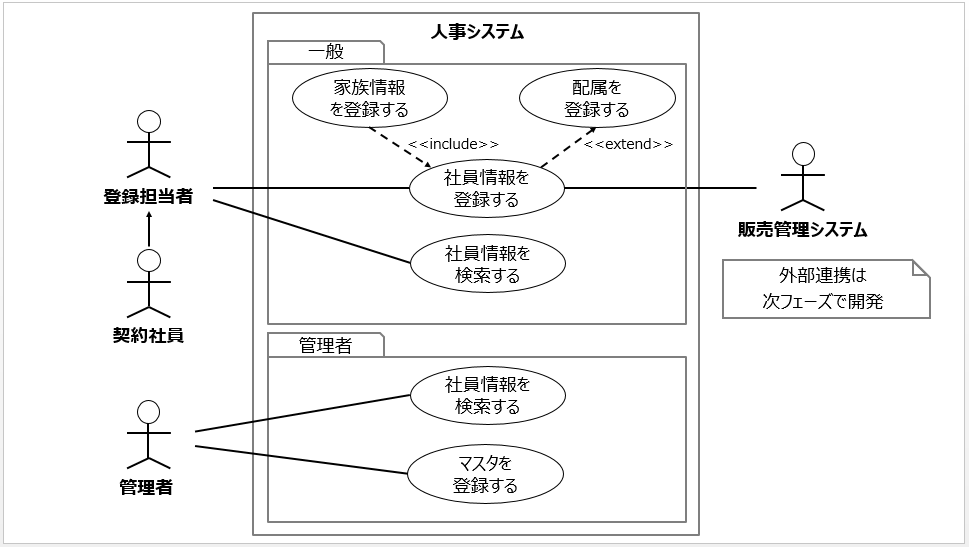 人事システム
一般
家族情報
を登録する
配属を
登録する
<<include>>
<<extend>>
社員情報を
登録する
社員情報を
検索する
登録担当者
契約社員
販売管理システム
外部連携は
次フェーズで開発
管理者
社員情報を
検索する
マスタを
登録する
管理者